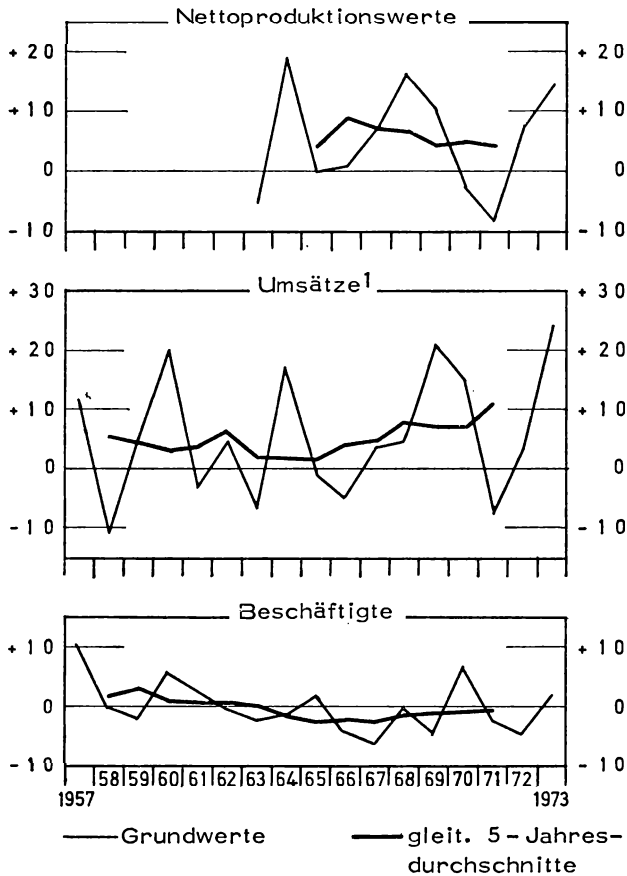 Nettoproduktionswerte
+20 +20
+10 +10
0 0
-10 -10
Umsätze1
+30 +30
+20 +20
+10 +10
0 0
-10 -10
Beschäftigte
+10 +10
0 0
-10 -10
58 59 60 61 62 63 64 65 66 67 68 69 70 71 72
1957 1973
Grundwerte
gleit. 5-Jahres-
durchschnitte